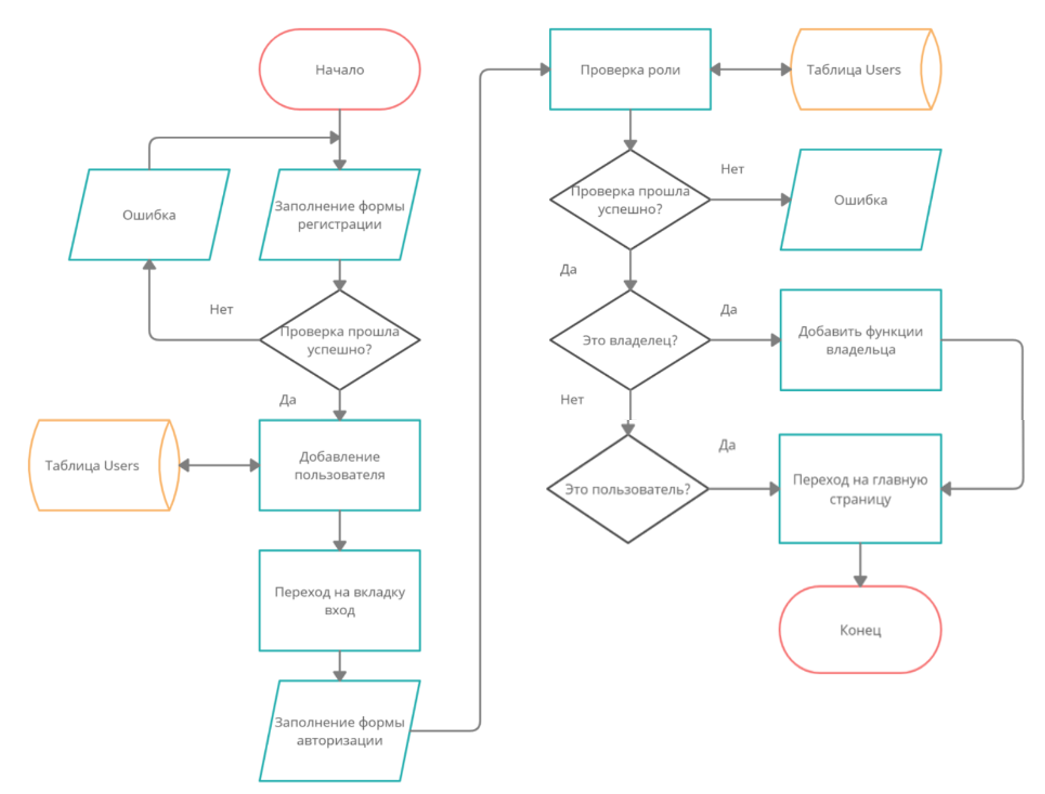 Начало
Ошибка
Заполнение формы
регистрации
Нет
Проверка прошла
успешно?
Да
Таблица Users
Добавление
пользователя
Переход на вкладку
вход
Заполнение формы
авторизации
Проверка роли
Таблица Users
Нет
Проверка прошла
успешно?
Ошибка
Да
Да
Это владелец?
Добавить функции
владельца
Нет
Да
Это пользователь?
Переход на главную
страницу
Конец